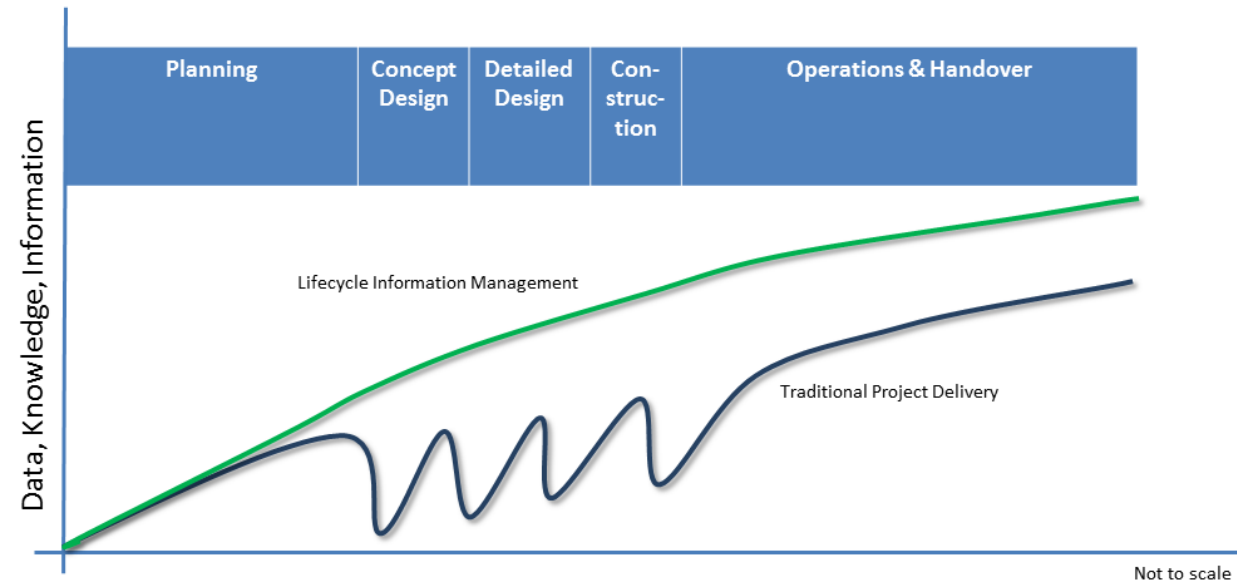 Planning
Concept
Design
Detailed
Design
Con-
struc-
tion
Operations & Handover
Data, Knowledge, Information
Lifecycle Information Management
Traditional Project Delivery
Not to scale